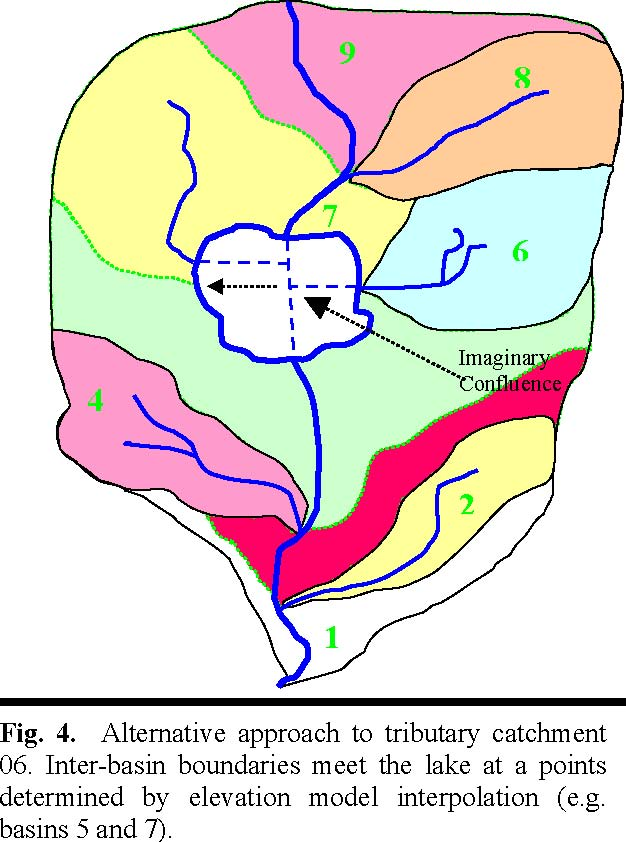 9
8
7
6
Imaginary
Confluence
4
2
1
Fig. 4. Alternative approach to tributary catchment
06. Inter-basin boundaries meet the lake at a points
determined by elevation model interpolation (e.g.
basins 5 and 7).